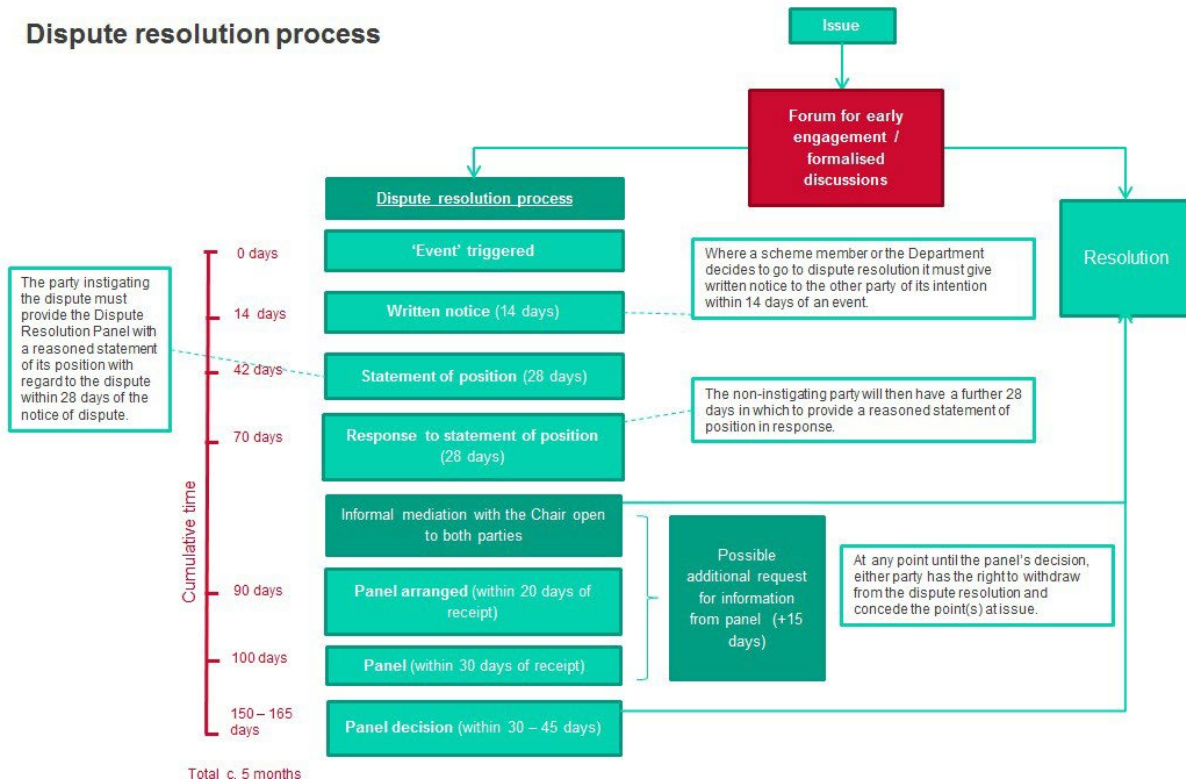 Dispute resolution process
Issue
Forum for early
engagement /
formalised
discussions
Dispute resolution process
Resolution
Cumulative time
0 days
'Event' triggered
Where a scheme member or the Department
decides to go to dispute resolution it must give
written notice to the other party of its intention
within 14 days of an event.
The party instigating
the dispute must
provide the Dispute
Resolution Panel with
a reasoned statement
of its position with
regard to the dispute
within 28 days of the
notice of dispute.
14 days
Written notice (14 days)
42 days
Statement of position (28 days)
The non-instigating party will then have a further 28
days in which to provide a reasoned statement of
position in response.
70 days
Response to statement of position
(28 days)
Informal mediation with the Chair open
to both parties
Possible
additional request
for information
from panel (+15
days)
At any point until the panel's decision,
either party has the right to withdraw
from the dispute resolution and
concede the point(s) at issue.
90 days
Panel arranged (within 20 days of
receipt)
100 days
Panel (within 30 days of receipt)
150 – 165
days
Panel decision (within 30 – 45 days)
Total c. 5 months